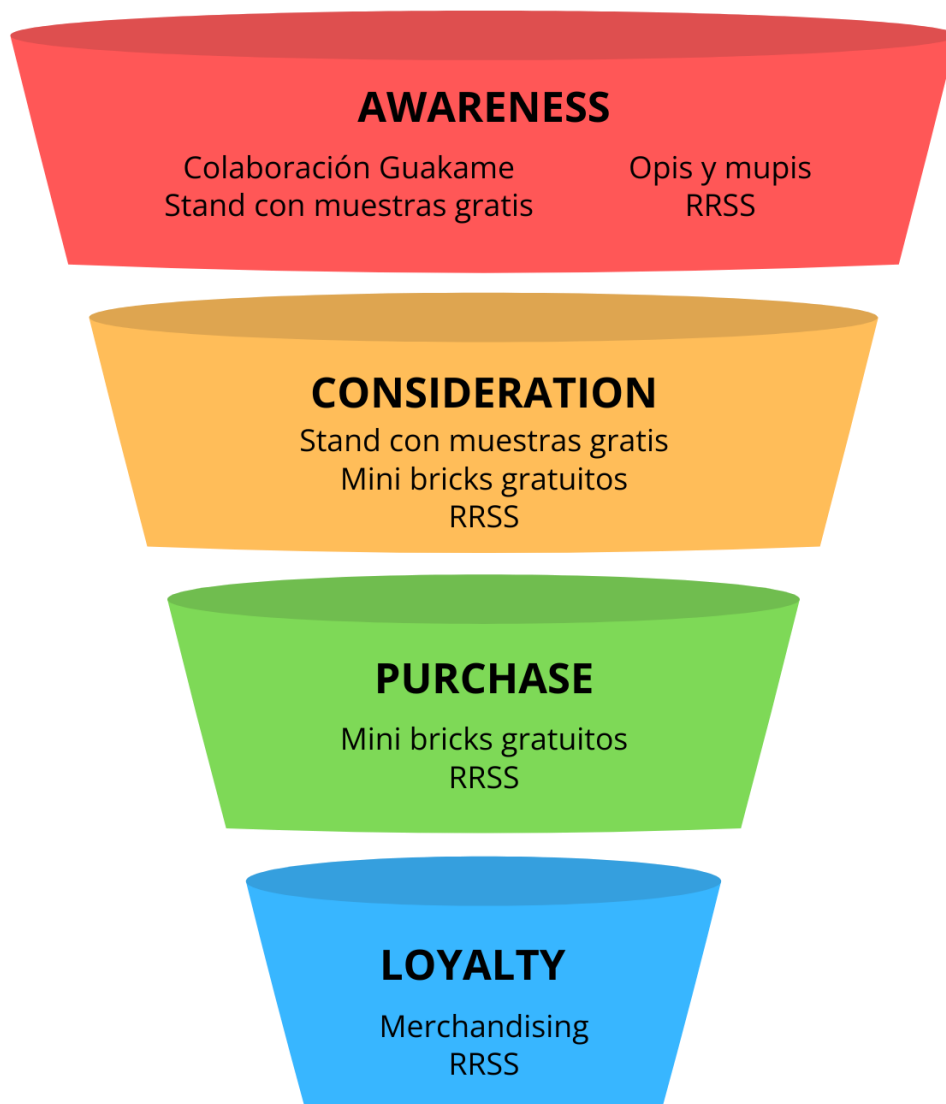 AWARENESS
Colaboración Guakame
Stand con muestras gratis
Opis y mupis
RRSS
CONSIDERATION
Stand con muestras gratis
Mini bricks gratuitos
RRSS
PURCHASE
Mini bricks gratuitos
RRSS
LOYALTY
Merchandising
RRSS